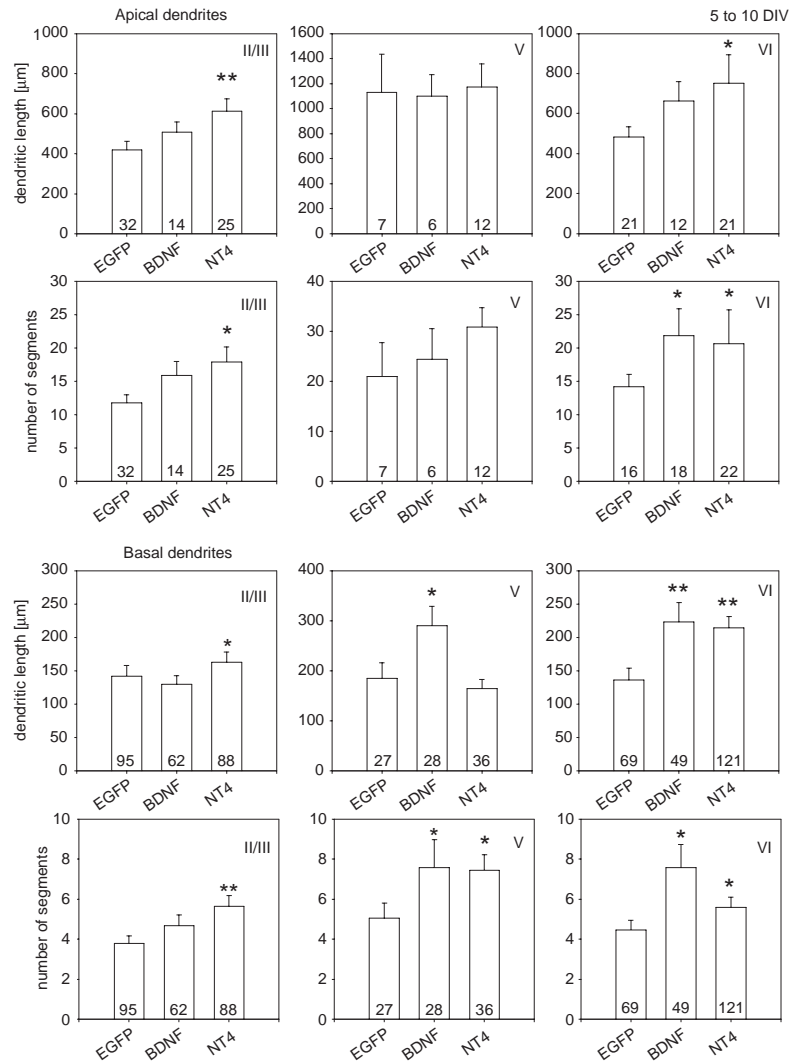 Apical dendrites 5 to 10 DIV
dendritic length [µm]
1000
800
600
400
200
0
II/III
**
32 14 25
EGFP BDNF NT4
1600
1400
1200
1000
800
600
400
200
0
V
7 6 12
EGFP BDNF NT4
1000
800
600
400
200
0
VI
*
21 12 21
EGFP BDNF NT4
number of segments
30
25
20
15
10
5
0
II/III
*
32 14 25
EGFP BDNF NT4
40
30
20
10
0
V
7 6 12
EGFP BDNF NT4
30
25
20
15
10
5
0
VI
* *
16 18 22
EGFP BDNF NT4
Basal dendrites
dendritic length [µm]
300
250
200
150
100
50
0
II/III
*
95 62 88
EGFP BDNF NT4
400
300
200
100
0
V
*
27 28 36
EGFP BDNF NT4
300
250
200
150
100
50
0
VI
** **
69 49 121
EGFP BDNF NT4
number of segments
10
8
6
4
2
0
II/III
**
95 62 88
EGFP BDNF NT4
10
8
6
4
2
0
V
* *
27 28 36
EGFP BDNF NT4
10
8
6
4
2
0
VI
*
*
69 49 121
EGFP BDNF NT4